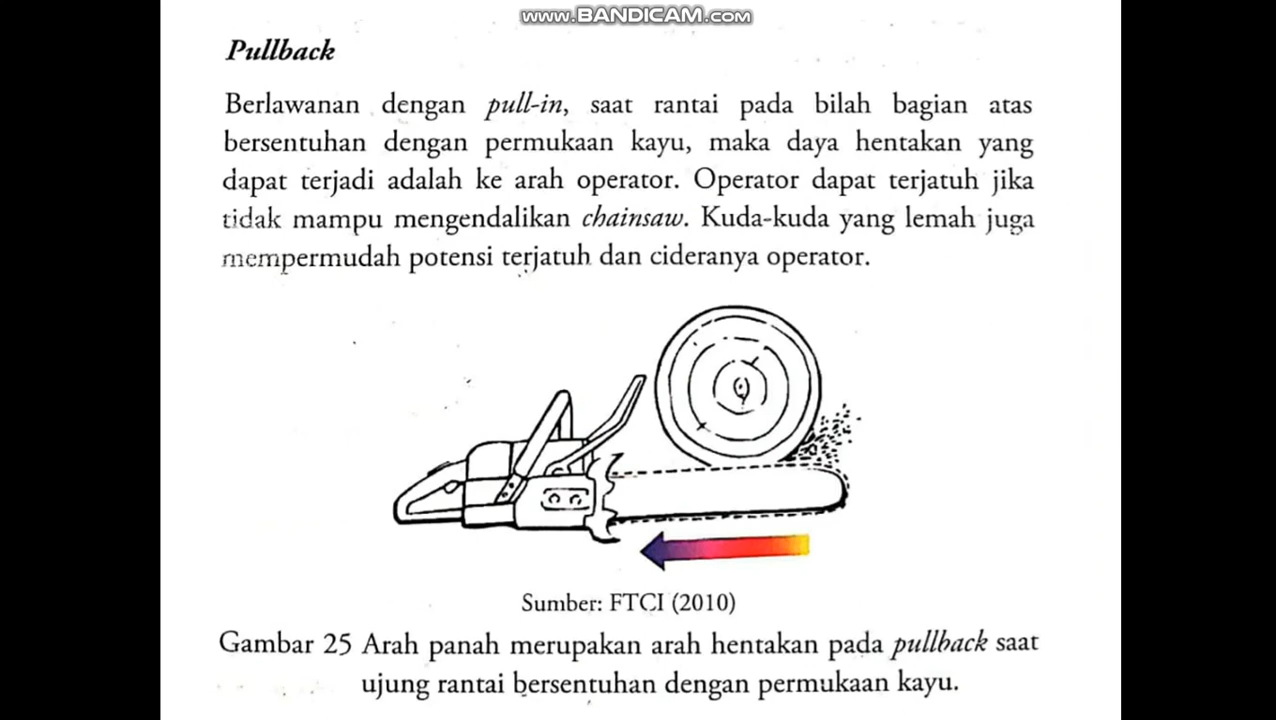 www.BANDICAM.com
Pullback
Berlawanan dengan pull-in, saat rantai pada bilah bagian atas
bersentuhan dengan permukaan kayu, maka daya hentakan yang
dapat terjadi adalah ke arah operator. Operator dapat terjatuh jika
tidak mampu mengendalikan chainsaw. Kuda-kuda yang lemah juga
mempermudah potensi terjatuh dan cideranya operator.
Sumber: FTCI (2010)
Gambar 25 Arah panah merupakan arah hentakan pada pullback saat
ujung rantai bersentuhan dengan permukaan kayu.